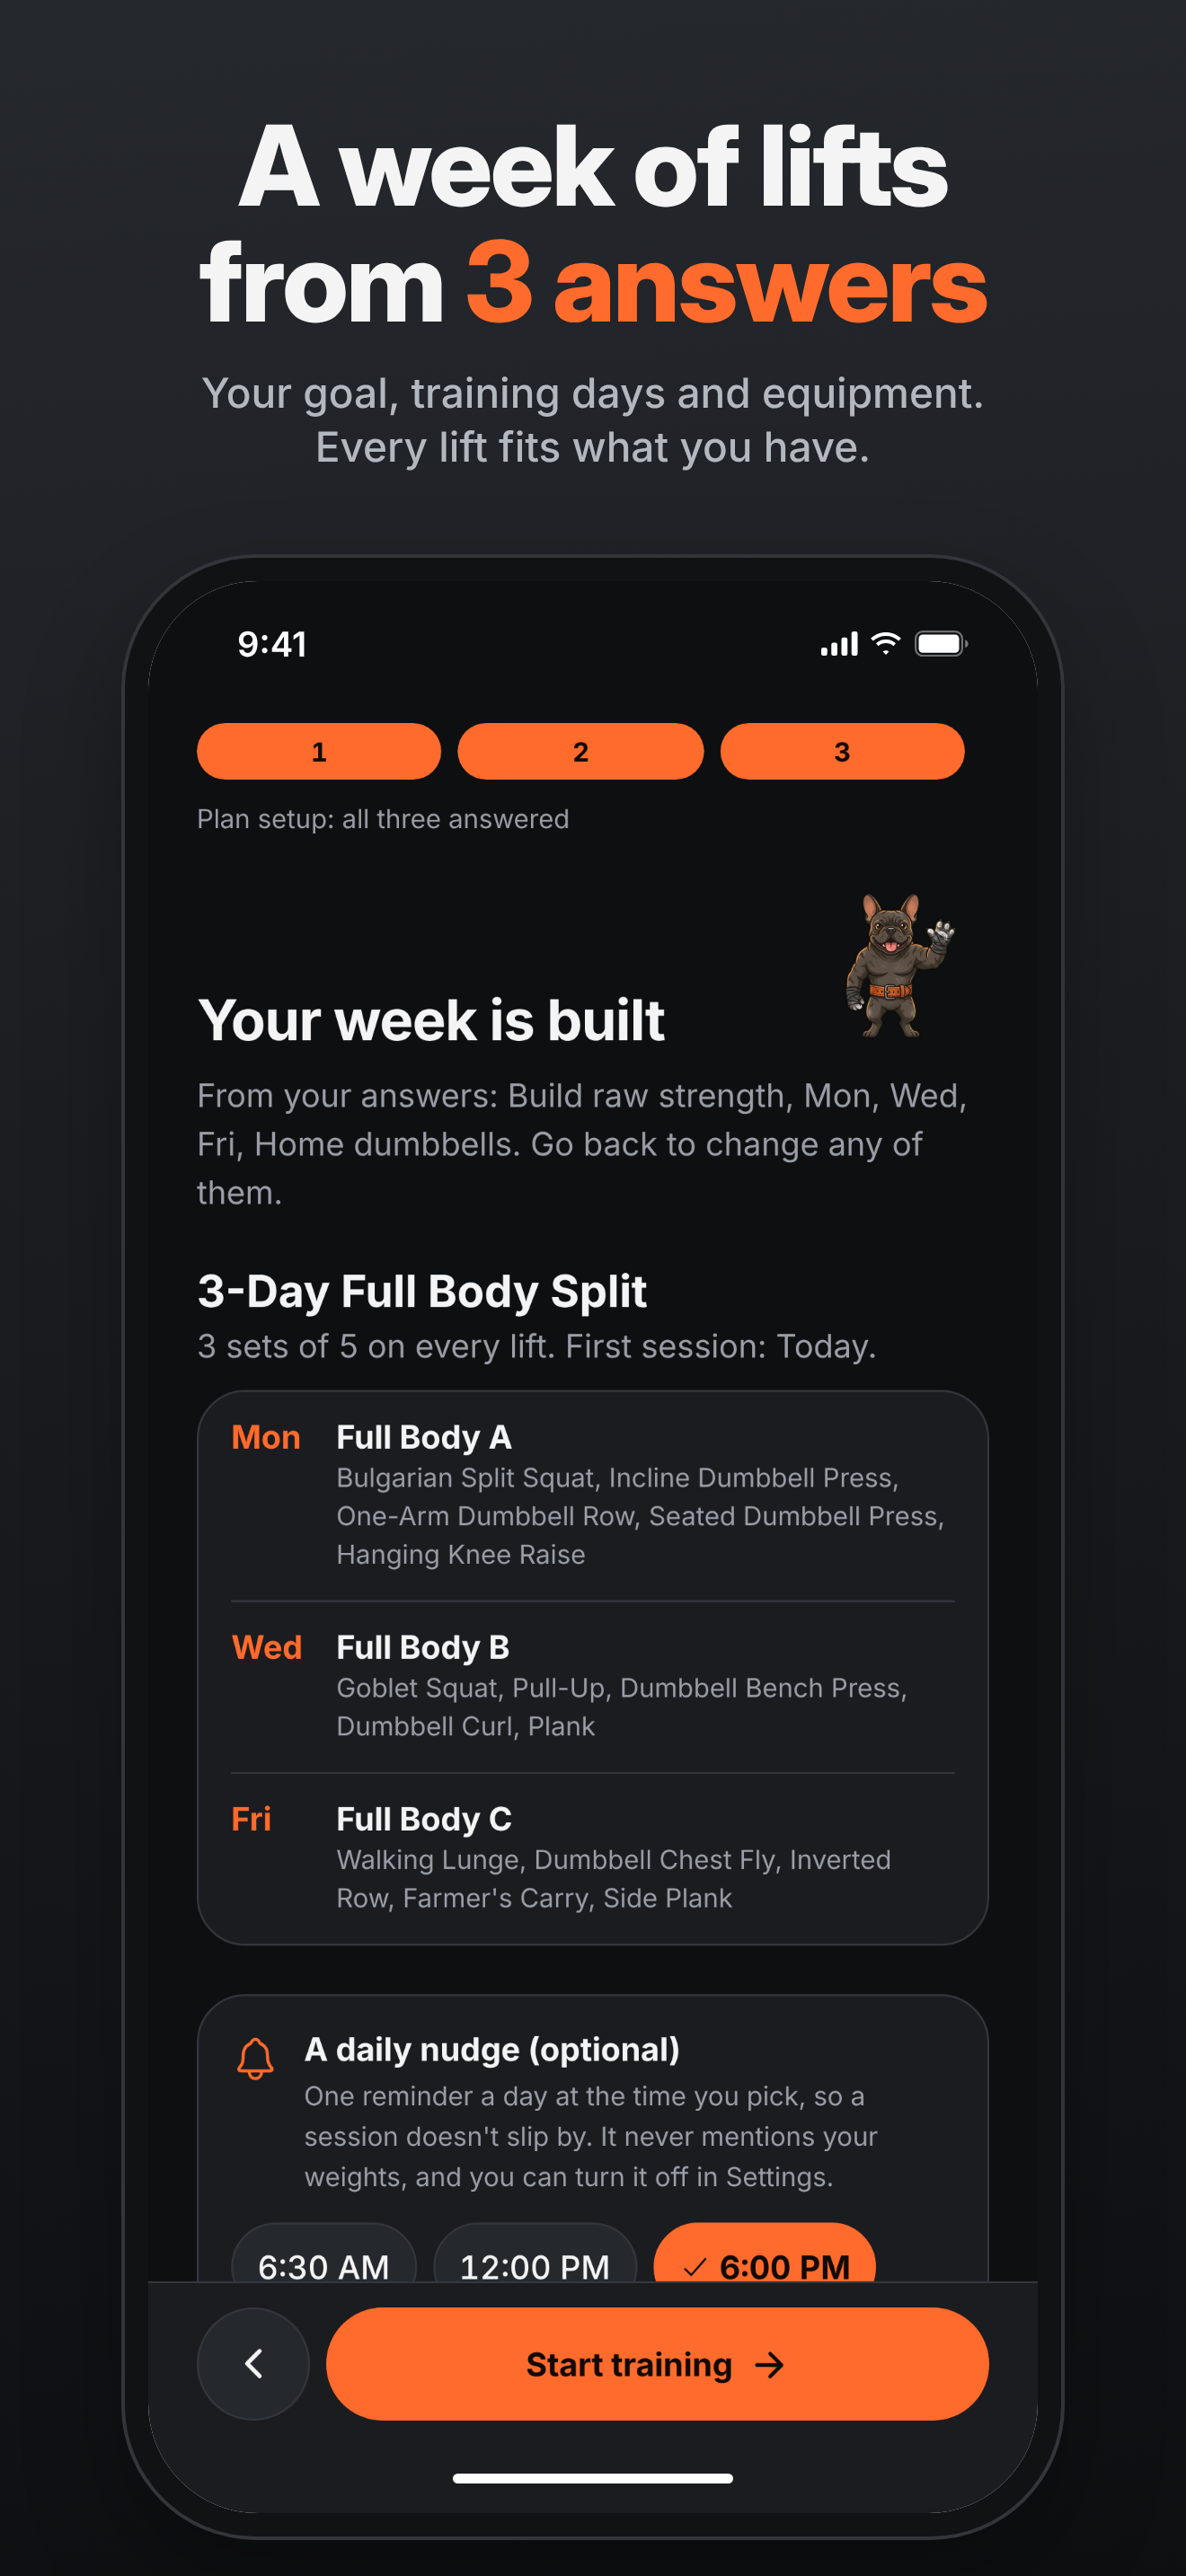 A week of lifts
from 3 answers
Your goal, training days and equipment.
Every lift fits what you have.
9:41
1
2
3
Plan setup: all three answered
Your week is built
From your answers: Build raw strength, Mon, Wed,
Fri, Home dumbbells. Go back to change any of
them.
3-Day Full Body Split
3 sets of 5 on every lift. First session: Today.
Mon
Full Body A
Bulgarian Split Squat, Incline Dumbbell Press,
One-Arm Dumbbell Row, Seated Dumbbell Press,
Hanging Knee Raise
Wed
Full Body B
Goblet Squat, Pull-Up, Dumbbell Bench Press,
Dumbbell Curl, Plank
Fri
Full Body C
Walking Lunge, Dumbbell Chest Fly, Inverted
Row, Farmer's Carry, Side Plank
A daily nudge (optional)
One reminder a day at the time you pick, so a
session doesn't slip by. It never mentions your
weights, and you can turn it off in Settings.
6:30 AM
12:00 PM
6:00 PM
Start training